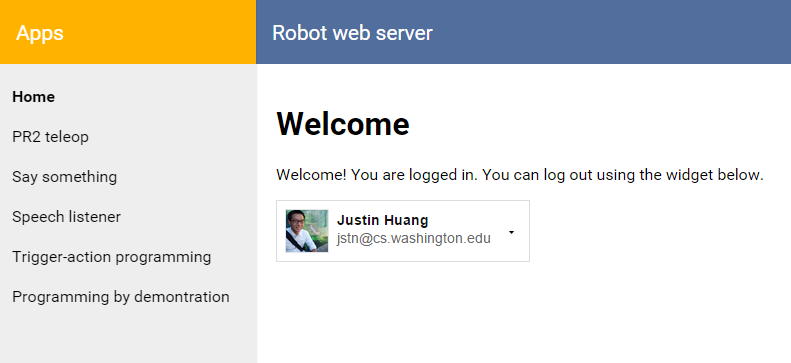 Apps
Robot web server
Home
PR2 teleop
Say something
Speech listener
Trigger-action programming
Programming by demontration
Welcome
Welcome! You are logged in. You can log out using the widget below.
Justin Huang
jstn@cs.washington.edu